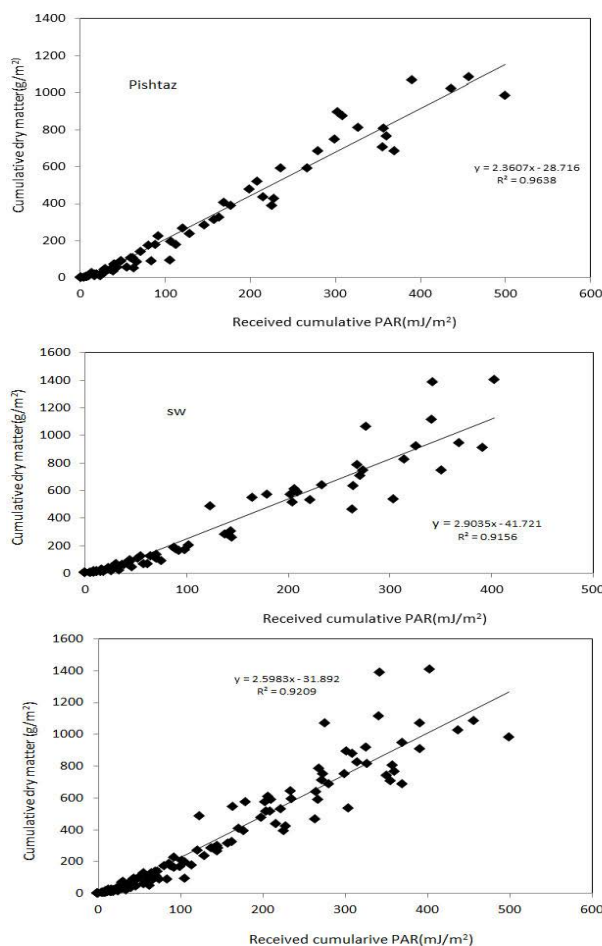 1400
1200
1000
800
600
400
200
0
Cumulative dry matter(g/m²)
Pishtaz
y = 2.3607x - 28.716
R² = 0.9638
0 100 200 300 400 500 600
Received cumulative PAR(mJ/m²)
1600
1400
1200
1000
800
600
400
200
0
Cumulative dry matter(g/m²)
sw
y = 2.9035x - 41.721
R² = 0.9156
0 100 200 300 400 500
Received cumulative PAR(mJ/m²)
1600
1400
1200
1000
800
600
400
200
0
Cumulative dry matter (g/m²)
y = 2.5983x - 31.892
R² = 0.9209
0 100 200 300 400 500 600
Received cumularive PAR(mJ/m²)